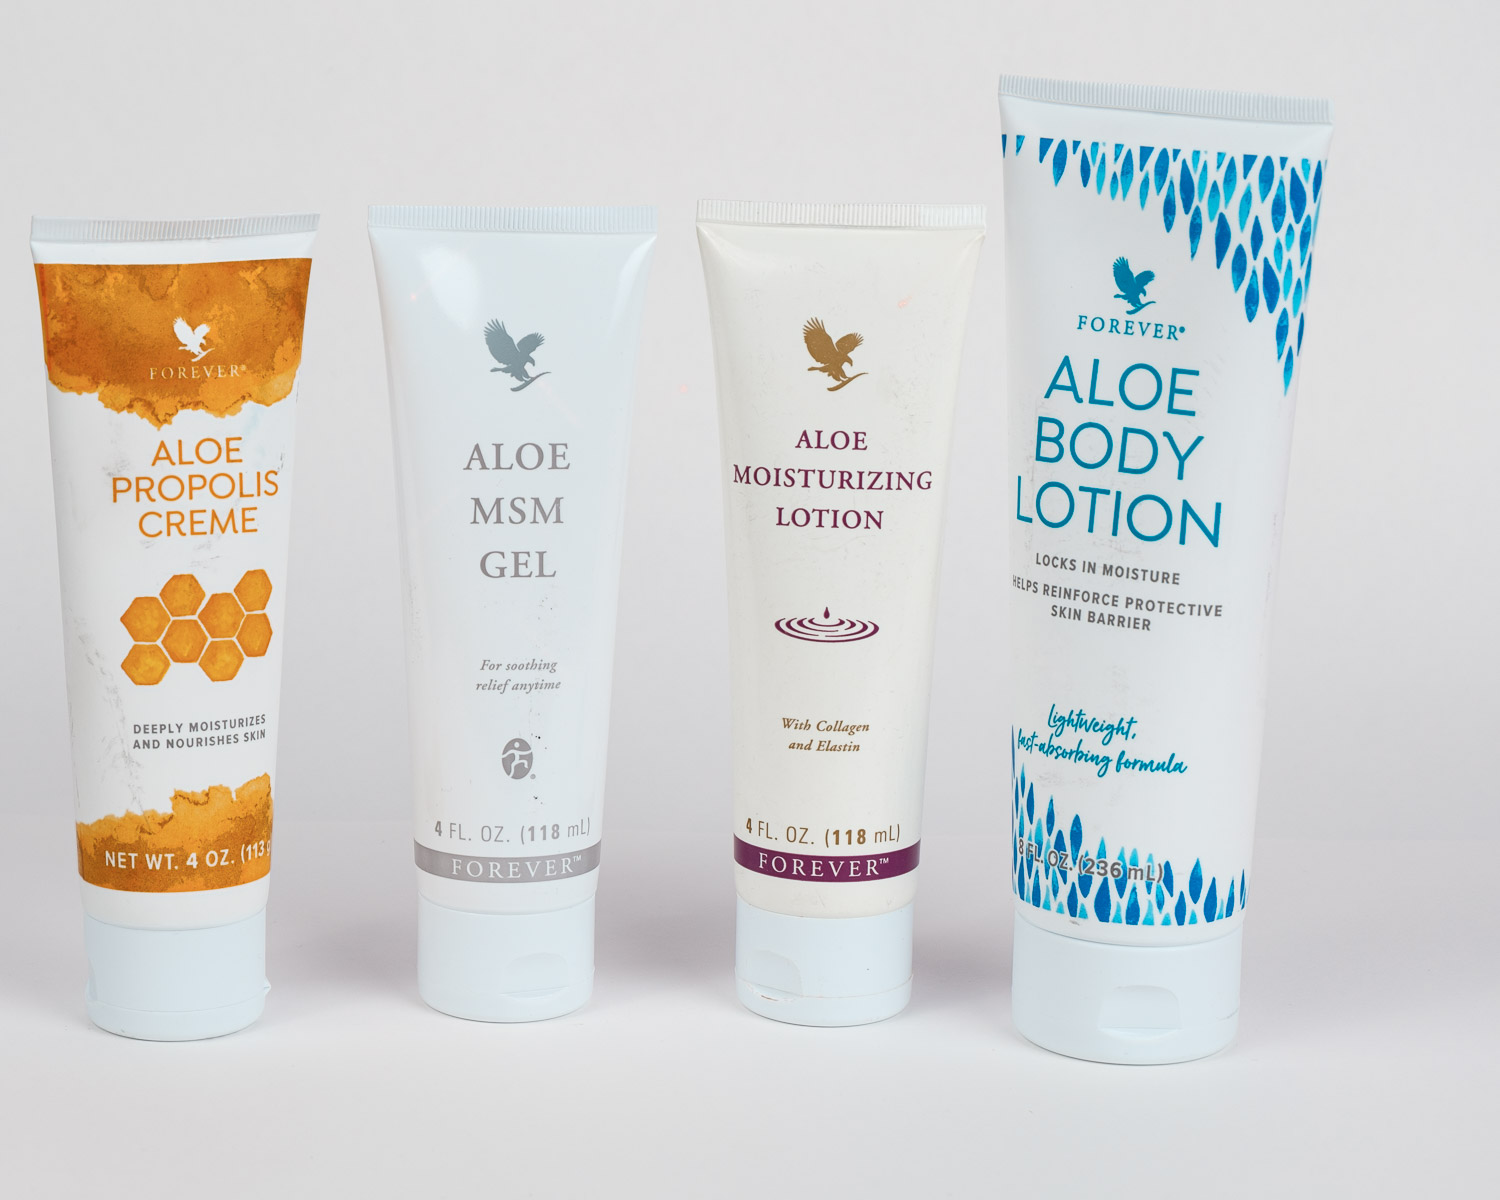 FOREVER®
ALOE
PROPOLIS
CREME
DEEPLY MOISTURIZES
AND NOURISHES SKIN
NET WT. 4 OZ. (113 g
ALOE
MSM
GEL
For soothing
relief anytime
4 FL. OZ. (118 mL)
FOREVER™
ALOE
MOISTURIZING
LOTION
With Collagen
and Elastin
4 FL. OZ. (118 mL)
FOREVER™
FOREVER®
ALOE
BODY
LOTION
LOCKS IN MOISTURE
HELPS REINFORCE PROTECTIVE
SKIN BARRIER
Lightweight,
fast-absorbing formula
8 FL. OZ. (236 mL)